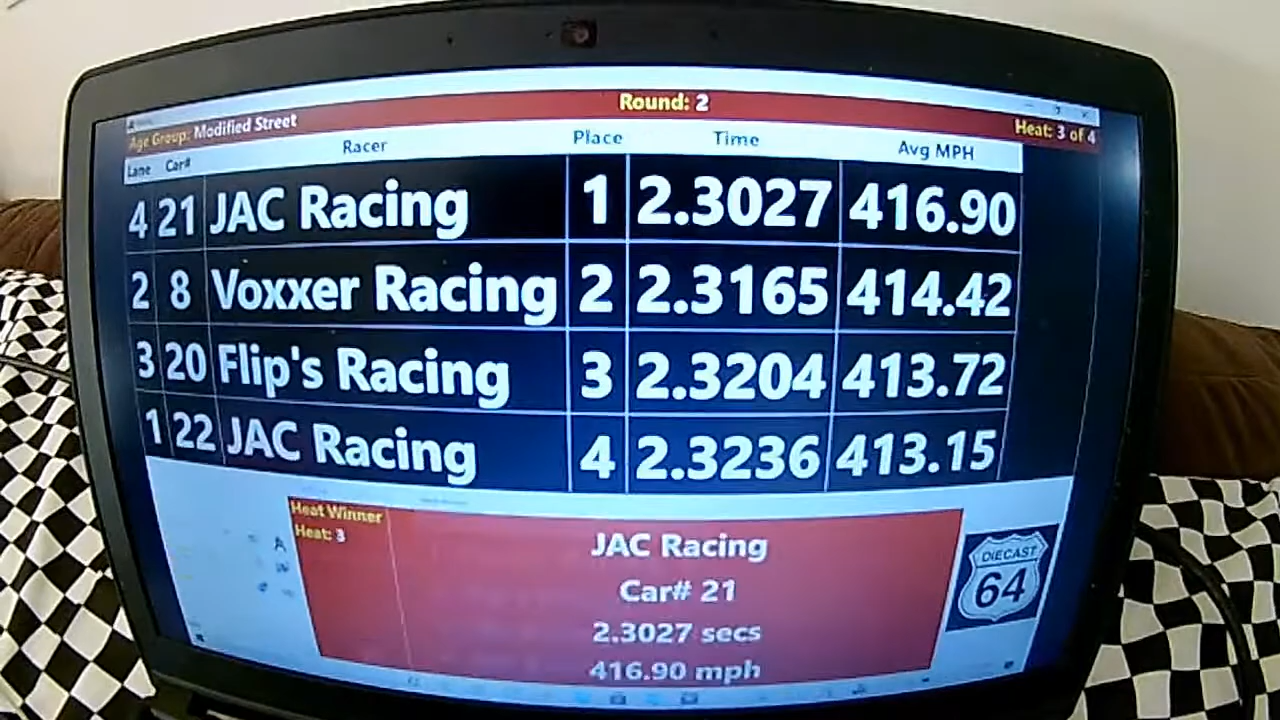 Round: 2
Age Group: Modified Street
Heat: 3 of 4
Lane Car# Racer Place Time Avg MPH
4 21 JAC Racing 1 2.3027 416.90
2 8 Voxxer Racing 2 2.3165 414.42
3 20 Flip's Racing 3 2.3204 413.72
1 22 JAC Racing 4 2.3236 413.15
Heat Winner
Heat: 3
JAC Racing
Car# 21
2.3027 secs
416.90 mph
DIECAST
64